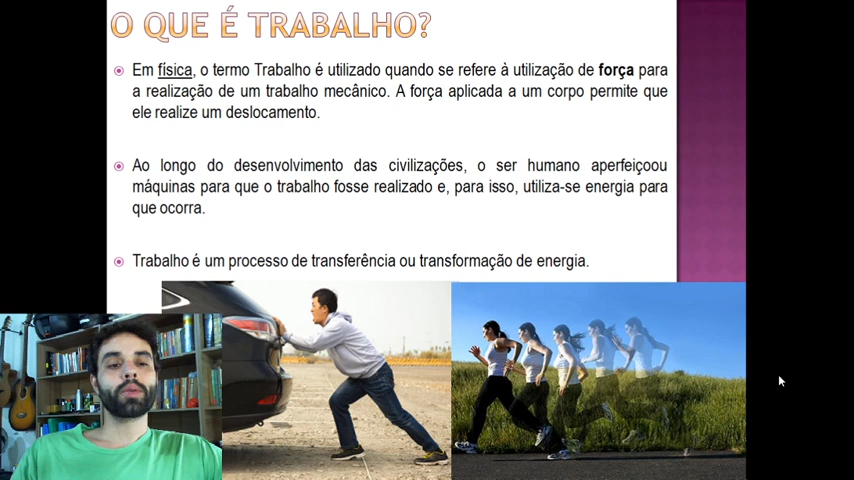 O QUE É TRABALHO?
Em física, o termo Trabalho é utilizado quando se refere à utilização de força para
a realização de um trabalho mecânico. A força aplicada a um corpo permite que
ele realize um deslocamento.
Ao longo do desenvolvimento das civilizações, o ser humano aperfeiçoou
máquinas para que o trabalho fosse realizado e, para isso, utiliza-se energia para
que ocorra.
Trabalho é um processo de transferência ou transformação de energia.